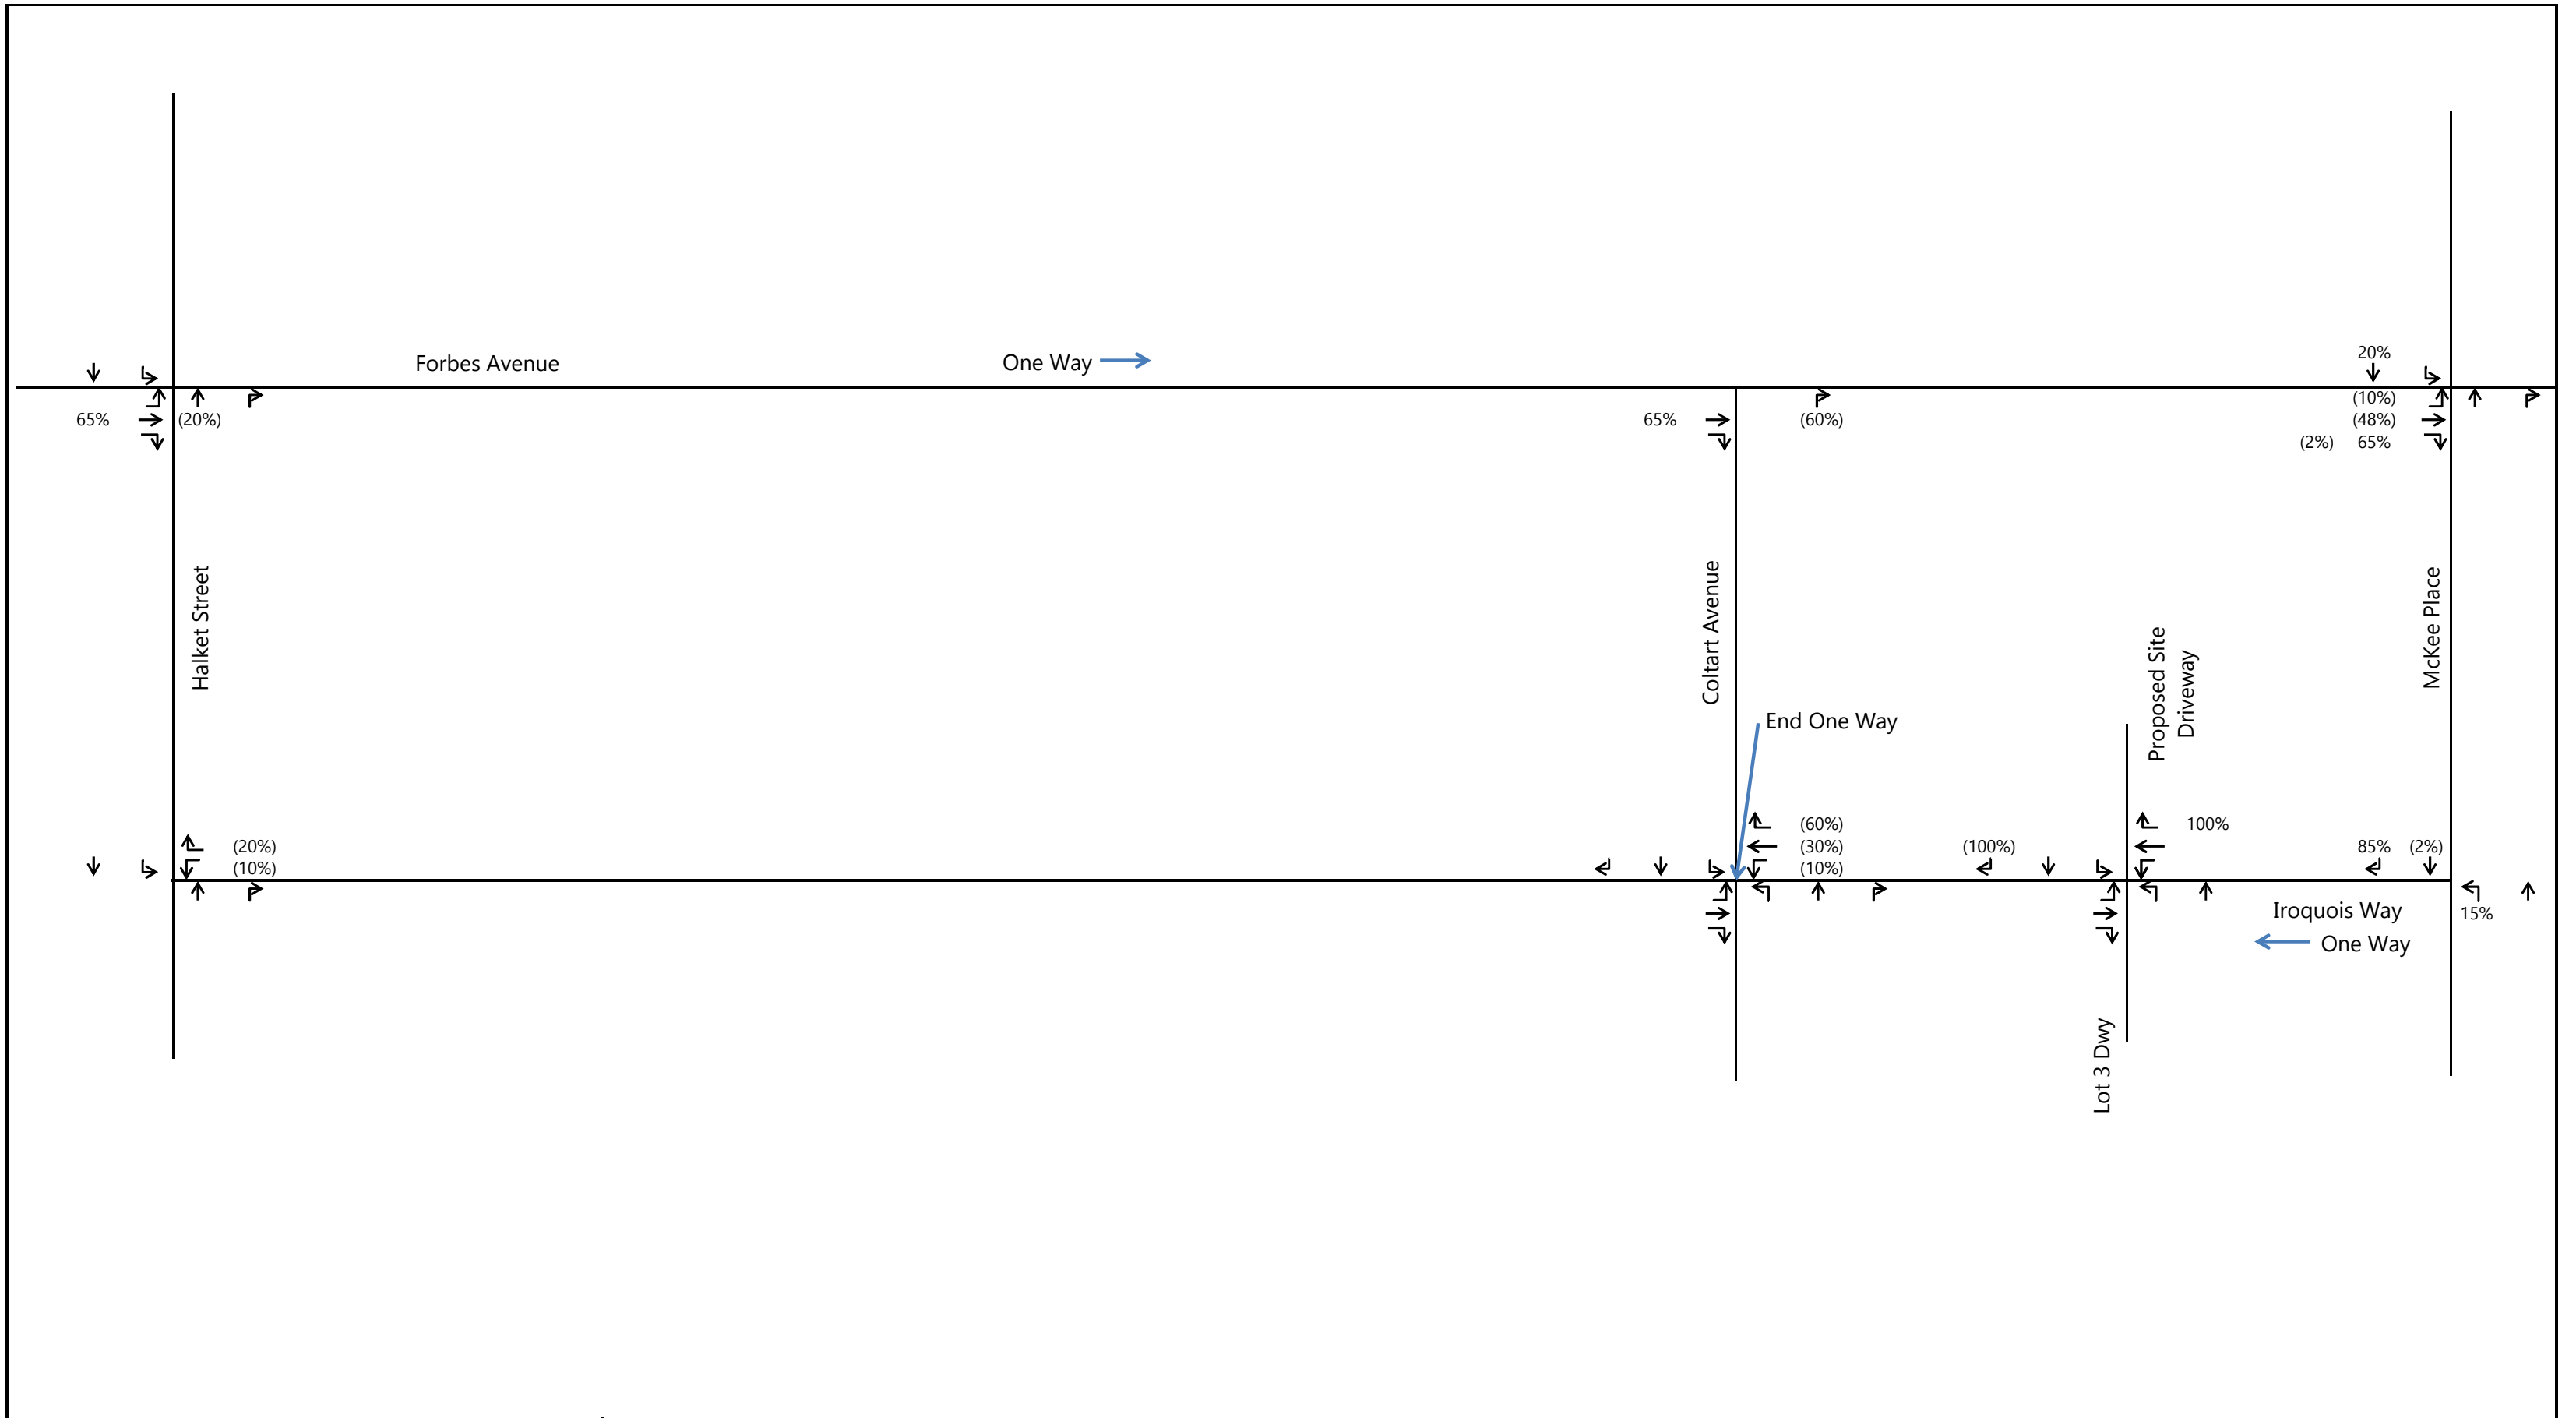 20%
Forbes Avenue
One Way
(10%)
65%
(20%)
65%
(60%)
(48%)
(2%) 65%
Halket Street
Coltart Avenue
McKee Place
Proposed Site
Driveway
End One Way
(60%)
100%
(20%)
(30%)
(100%)
85% (2%)
(10%)
(10%)
Iroquois Way
15%
One Way
Lot 3 Dwy